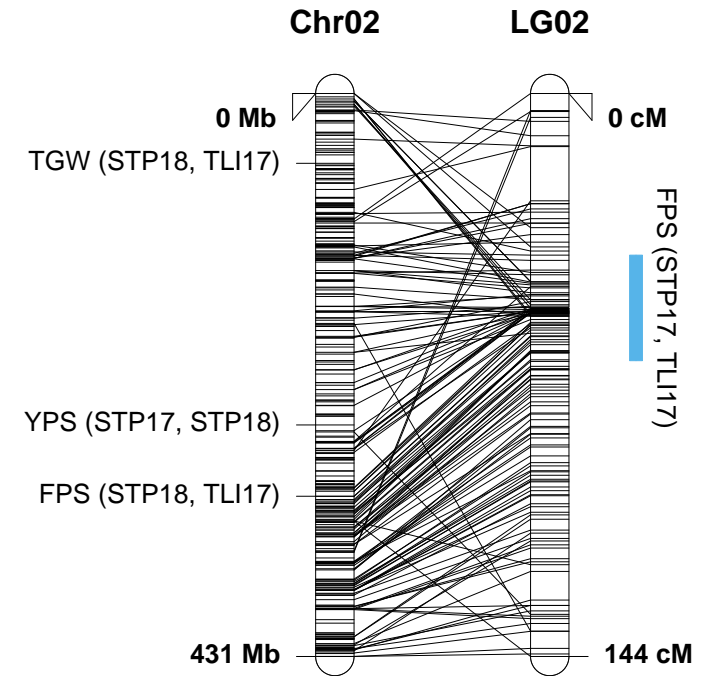 Chr02 LG02
0 Mb 0 cM
TGW (STP18, TLI17)
FPS (STP17, TLI17)
YPS (STP17, STP18)
FPS (STP18, TLI17)
431 Mb 144 cM